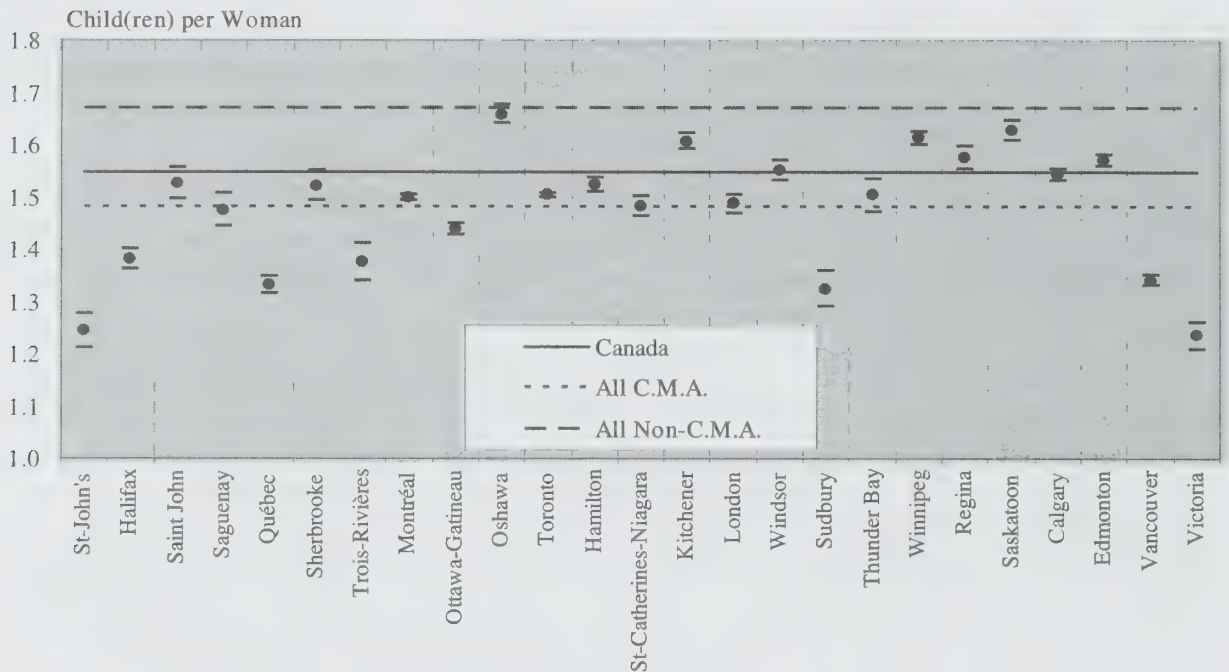 Child(ren) per Woman
1.8
1.7
1.6
1.5
1.4
1.3
1.2
1.1
1.0
Canada
All C.M.A.
All Non-C.M.A.
St-John's
Halifax
Saint John
Saguenay
Québec
Sherbrooke
Trois-Rivières
Montréal
Ottawa-Gatineau
Oshawa
Toronto
Hamilton
St-Catherines-Niagara
Kitchener
London
Windsor
Sudbury
Thunder Bay
Winnipeg
Regina
Saskatoon
Calgary
Edmonton
Vancouver
Victoria